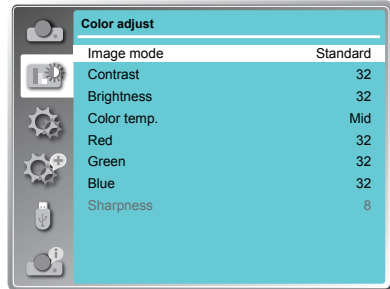 Color adjust
Image mode Standard
Contrast 32
Brightness 32
Color temp. Mid
Red 32
Green 32
Blue 32
Sharpness 8